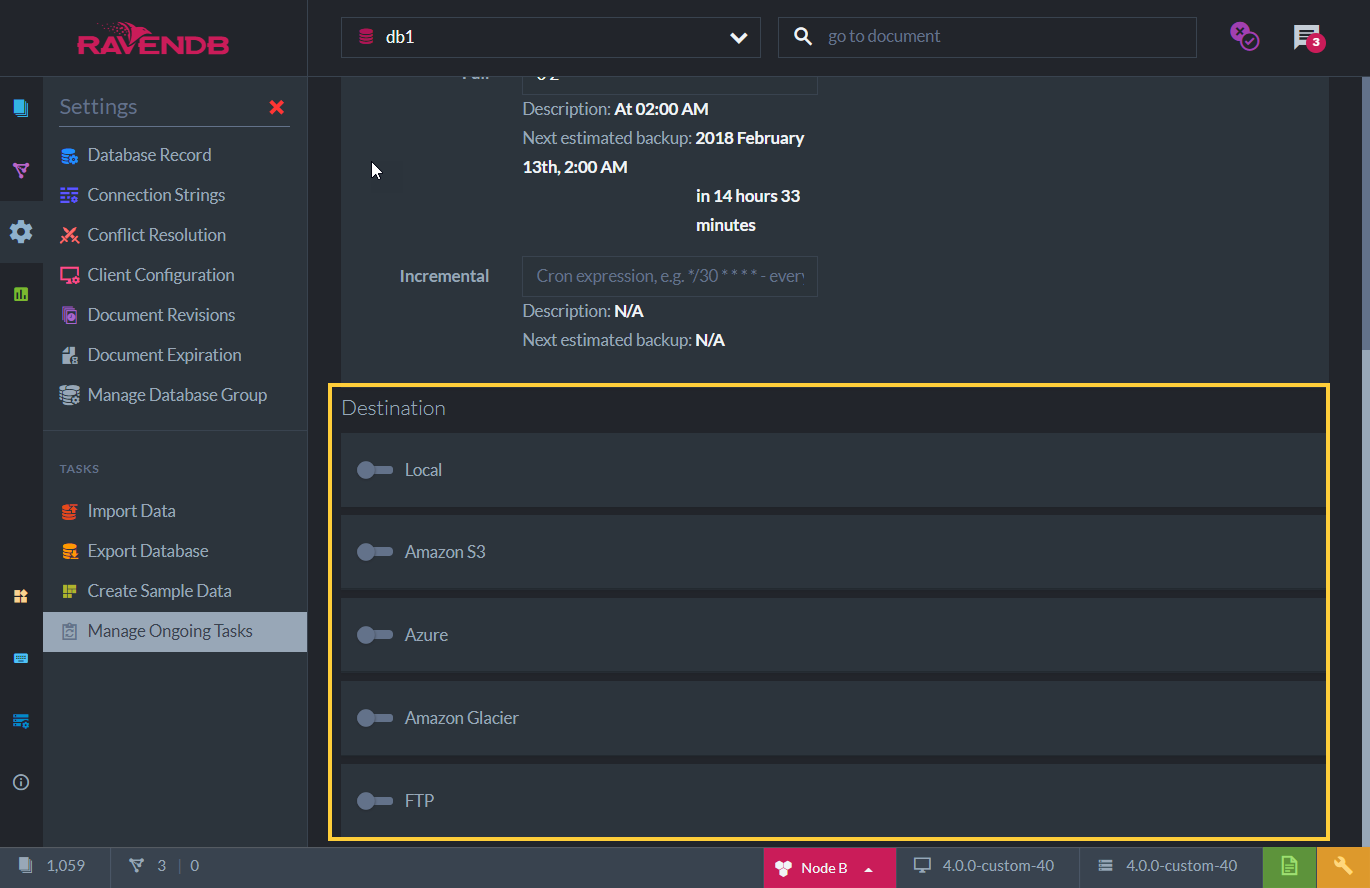 RAVENDB
db1
go to document
3
Settings
Database Record
Connection Strings
Conflict Resolution
Client Configuration
Document Revisions
Document Expiration
Manage Database Group
TASKS
Import Data
Export Database
Create Sample Data
Manage Ongoing Tasks
Description: At 02:00 AM
Next estimated backup: 2018 February
13th, 2:00 AM
in 14 hours 33
minutes
Incremental
Cron expression, e.g. */30 * * * * - ever
Description: N/A
Next estimated backup: N/A
Destination
Local
Amazon S3
Azure
Amazon Glacier
FTP
1,059
3 | 0
Node B
4.0.0-custom-40
4.0.0-custom-40